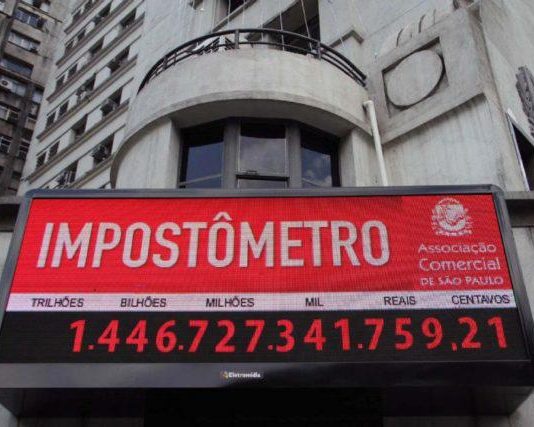 IMPOSTÔMETRO
Associação
Comercial
DE SÃO PAULO
TRILHÕES BILHÕES MILHÕES MIL REAIS CENTAVOS
1.446.727.341.759,21
Eletromidia